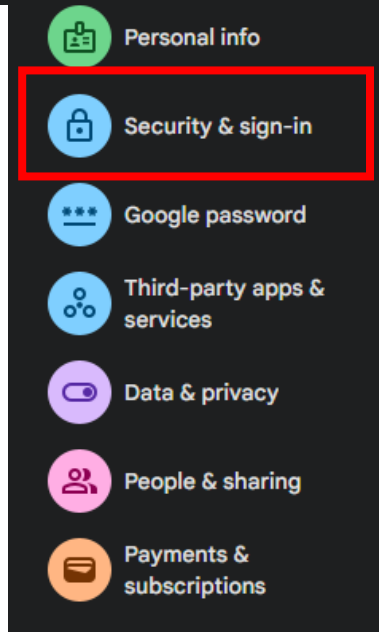 Personal info
Security & sign-in
Google password
Third-party apps &
services
Data & privacy
People & sharing
Payments &
subscriptions